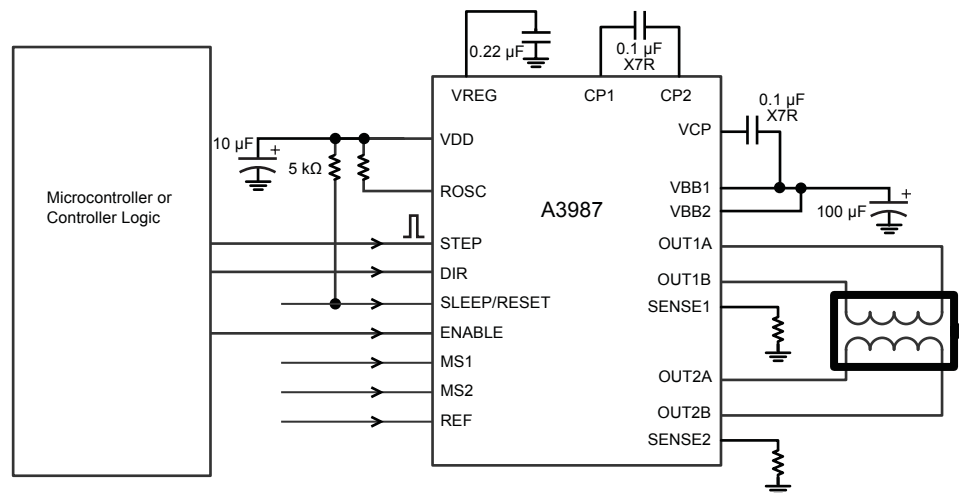 0.22 µF
0.1 µF
X7R
VREG
CP1
CP2
0.1 µF
X7R
VCP
10 µF
+
VDD
5 kΩ
ROSC
Microcontroller or
Controller Logic
A3987
VBB1
VBB2
100 µF
+
STEP
DIR
SLEEP/RESET
ENABLE
MS1
MS2
REF
OUT1A
OUT1B
SENSE1
OUT2A
OUT2B
SENSE2